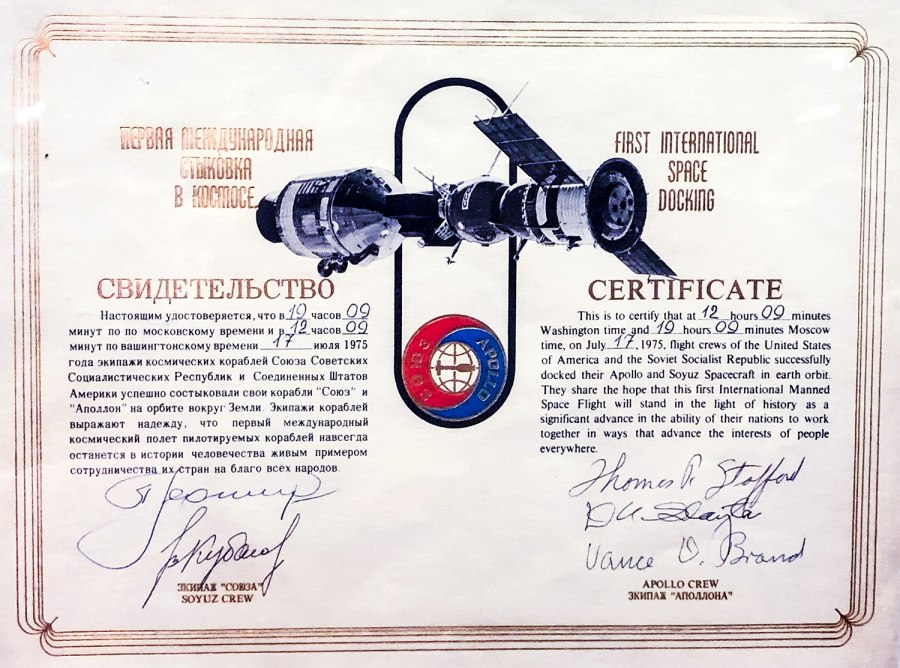 ПЕРВАЯ МЕЖДУНАРОДНАЯ
СТЫКОВКА
В КОСМОСЕ
СВИДЕТЕЛЬСТВО
Настоящим удостоверяется, что в 19 часов 09
минут по по московскому времени и в 12 часов 09
минут по вашингтонскому времени 17 июля 1975
года экипажи космических кораблей Союза Советских
Социалистических Республик и Соединенных Штатов
Америки успешно состыковали свои корабли "Союз" и
"Аполлон" на орбите вокруг Земли. Экипажи кораблей
выражают надежду, что первый международный
космический полет пилотируемых кораблей навсегда
останется в истории человечества живым примером
сотрудничества их стран на благо всех народов.
Кубасов
ЭКИПАЖ "СОЮЗА"
SOYUZ CREW
СОЮЗ
APOLLO
FIRST INTERNATIONAL
SPACE
DOCKING
CERTIFICATE
This is to certify that at 12 hours 09 minutes
Washington time and 19 hours 09 minutes Moscow
time, on July 17, 1975, flight crews of the United States
of America and the Soviet Socialist Republic successfully
docked their Apollo and Soyuz Spacecraft in earth orbit.
They share the hope that this first International Manned
Space Flight will stand in the light of history as a
significant advance in the ability of their nations to work
together in ways that advance the interests of people
everywhere.
Thomas P. Stafford
D K Slayton
Vance D. Brand
APOLLO CREW
ЭКИПАЖ "АПОЛЛОНА"